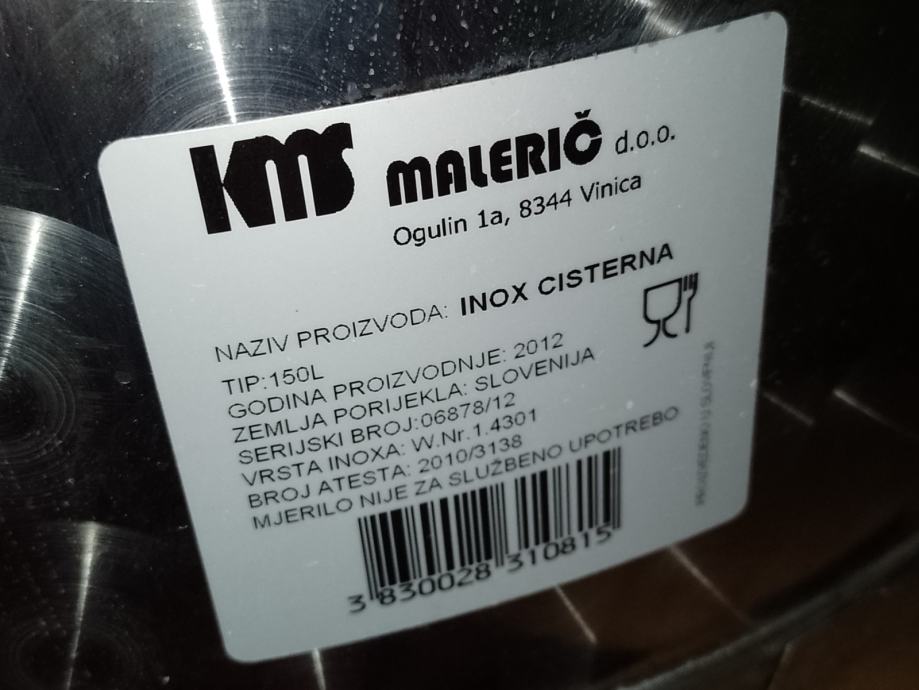 KMS MALERIČ d.o.o.
Ogulin 1a, 8344 Vinica
NAZIV PROIZVODA: INOX CISTERNA
TIP:150L
GODINA PROIZVODNJE: 2012
ZEMLJA PORIJEKLA: SLOVENIJA
SERIJSKI BROJ:06878/12
VRSTA INOXA: W.Nr.1.4301
BROJ ATESTA: 2010/3138
MJERILO NIJE ZA SLUŽBENO UPOTREBO
3 830028 310815
PROIZVEDENO U SLOVENIJI